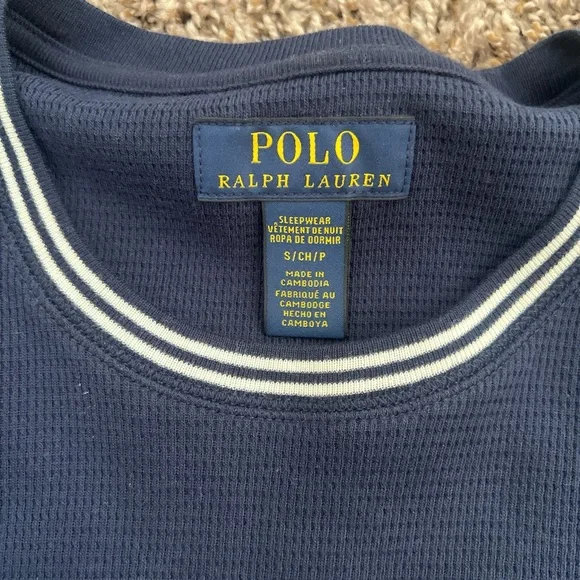 POLO
RALPH LAUREN
SLEEPWEAR
VÊTEMENT DE NUIT
ROPA DE DORMIR
S/CH/P
MADE IN
CAMBODIA
FABRIQUÉ AU
CAMBODGE
HECHO EN
CAMBOYA